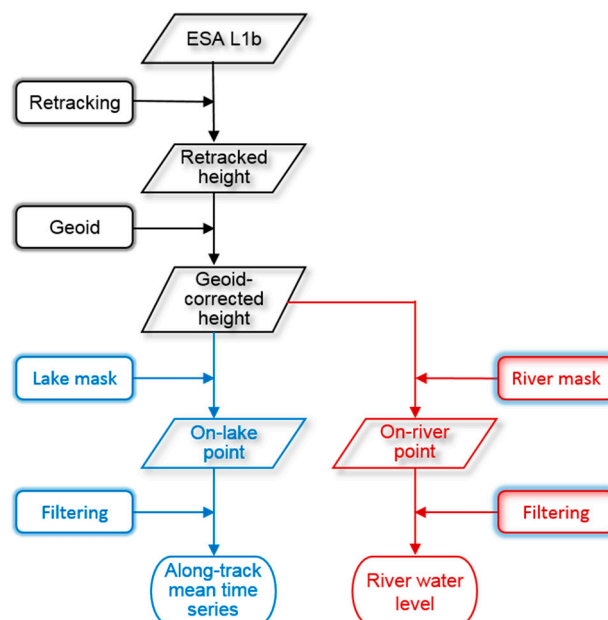 ESA L1b
Retracking
Retracked
height
Geoid
Geoid-
corrected
height
Lake mask
River mask
On-lake
point
On-river
point
Filtering
Filtering
Along-track
mean time
series
River water
level